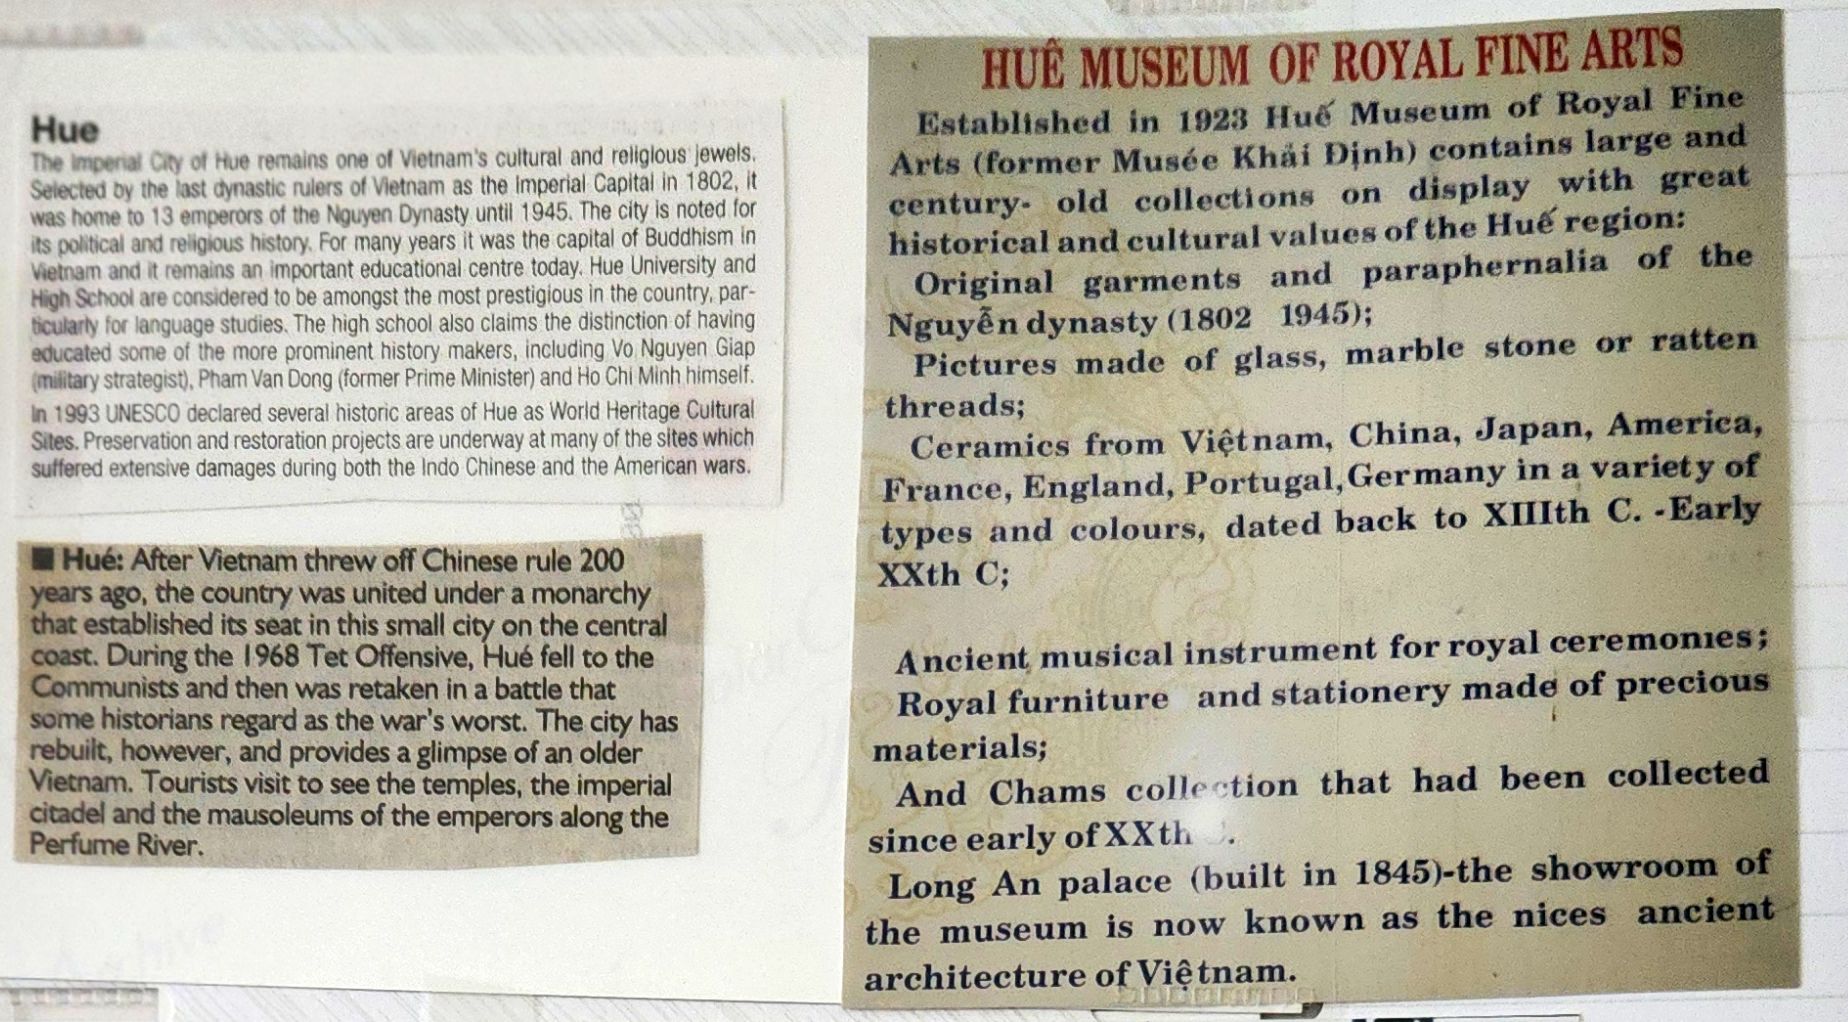 Hue
The Imperial City of Hue remains one of Vietnam's cultural and religious jewels.
Selected by the last dynastic rulers of Vietnam as the Imperial Capital in 1802, it
was home to 13 emperors of the Nguyen Dynasty until 1945. The city is noted for
its political and religious history. For many years it was the capital of Buddhism in
Vietnam and it remains an important educational centre today. Hue University and
High School are considered to be amongst the most prestigious in the country, par-
ticularly for language studies. The high school also claims the distinction of having
educated some of the more prominent history makers, including Vo Nguyen Giap
(military strategist), Pham Van Dong (former Prime Minister) and Ho Chi Minh himself.
In 1993 UNESCO declared several historic areas of Hue as World Heritage Cultural
Sites. Preservation and restoration projects are underway at many of the sites which
suffered extensive damages during both the Indo Chinese and the American wars.
■ Hué: After Vietnam threw off Chinese rule 200
years ago, the country was united under a monarchy
that established its seat in this small city on the central
coast. During the 1968 Tet Offensive, Hué fell to the
Communists and then was retaken in a battle that
some historians regard as the war's worst. The city has
rebuilt, however, and provides a glimpse of an older
Vietnam. Tourists visit to see the temples, the imperial
citadel and the mausoleums of the emperors along the
Perfume River.
HUÊ MUSEUM OF ROYAL FINE ARTS
Established in 1923 Huế Museum of Royal Fine
Arts (former Musée Khải Định) contains large and
century- old collections on display with great
historical and cultural values of the Huế region:
Original garments and paraphernalia of the
Nguyễn dynasty (1802 1945);
Pictures made of glass, marble stone or ratten
threads;
Ceramics from Việtnam, China, Japan, America,
France, England, Portugal,Germany in a variety of
types and colours, dated back to XIIIth C. -Early
XXth C;
Ancient musical instrument for royal ceremonies;
Royal furniture and stationery made of precious
materials;
And Chams collection that had been collected
since early of XXth .
Long An palace (built in 1845)-the showroom of
the museum is now known as the nices ancient
architecture of Việtnam.